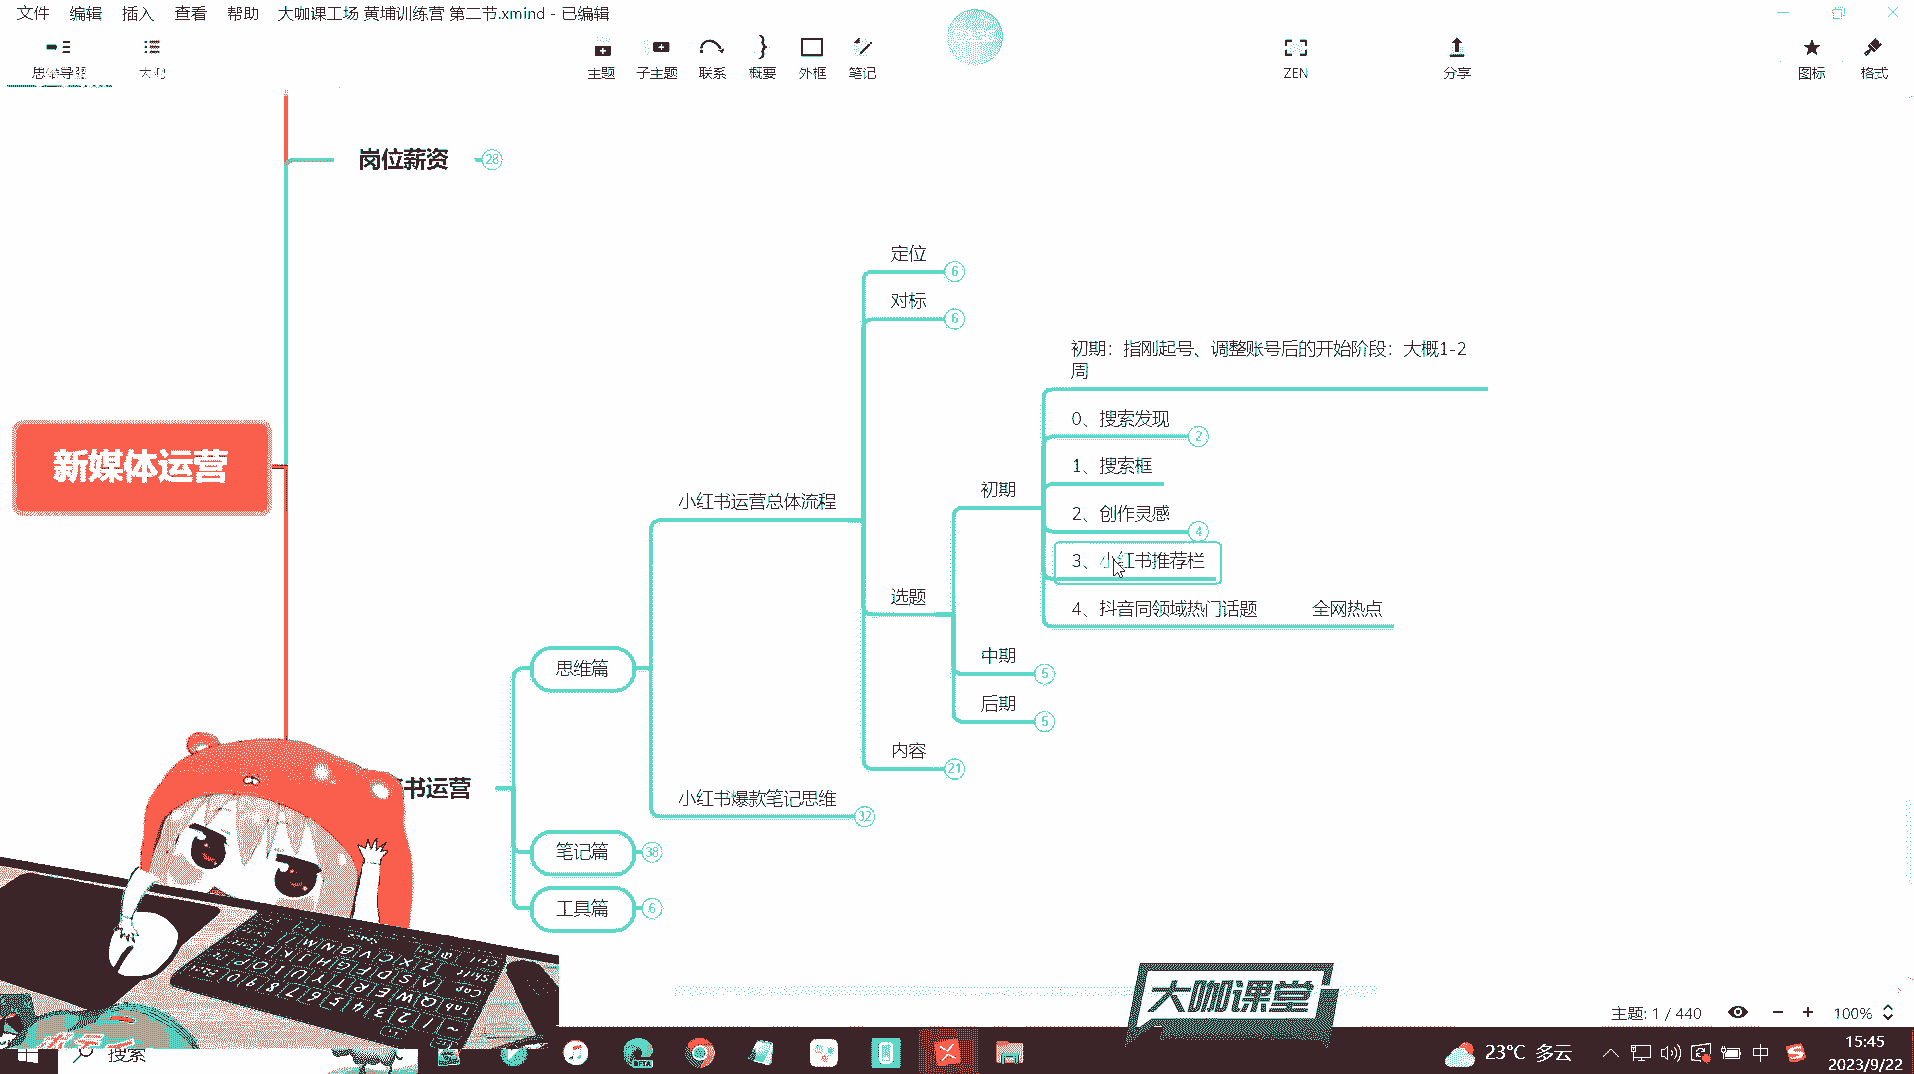 文件 编辑 插入 查看 帮助 大咖课工场 黄埔训练营 第二节.xmind - 已编辑
思维导图 大纲 主题 子主题 联系 概要 外框 笔记 ZEN 分享 图标 格式
岗位薪资 28
定位 6
对标 6
初期：指刚起号、调整账号后的开始阶段：大概1-2
周
0、搜索发现 2
1、搜索框
新媒体运营
初期
小红书运营总体流程
2、创作灵感 4
3、小红书推荐栏
选题
4、抖音同领域热门话题 全网热点
中期 5
思维篇
后期 5
内容 21
书运营
小红书爆款笔记思维 32
笔记篇 38
工具篇 6
大咖课堂
主题: 1 / 440 100%
搜索
BETA
23°C 多云
中
15:45
2023/9/22